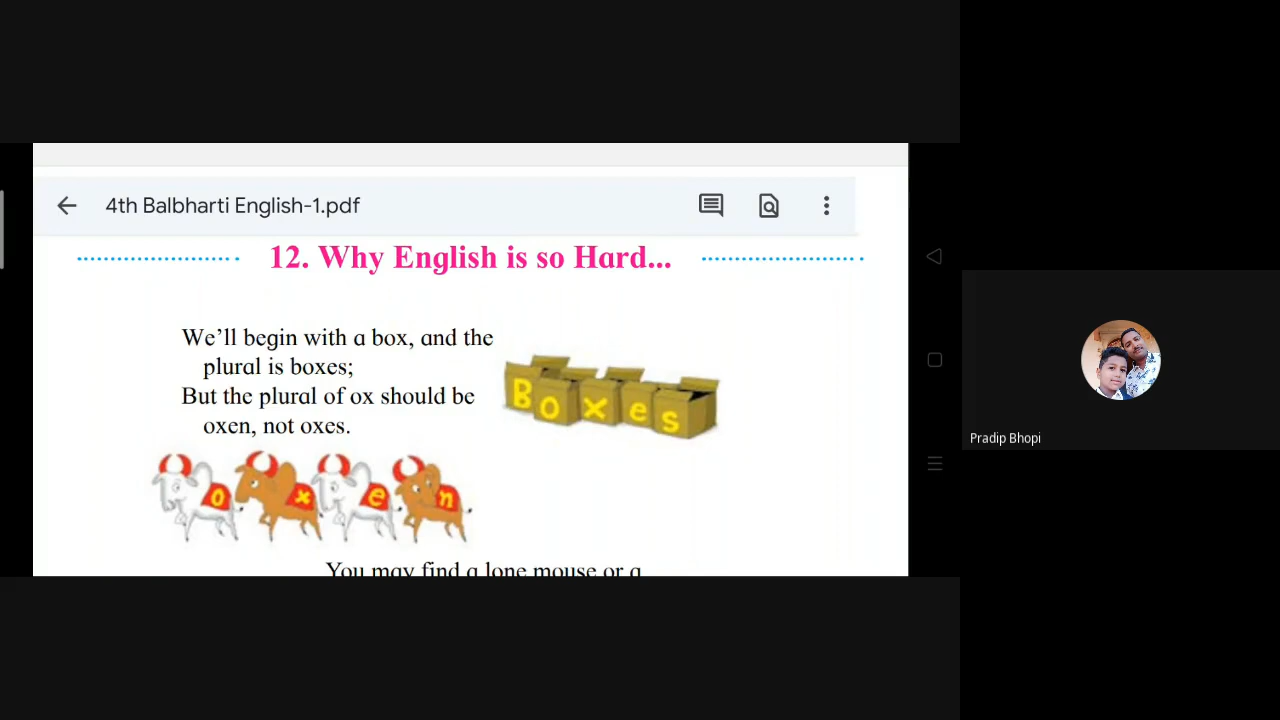 4th Balbharti English-1.pdf
12. Why English is so Hard...
We'll begin with a box, and the
plural is boxes;
But the plural of ox should be
oxen, not oxes.
Boxes
oxen
You may find a lone mouse or a
Pradip Bhopi